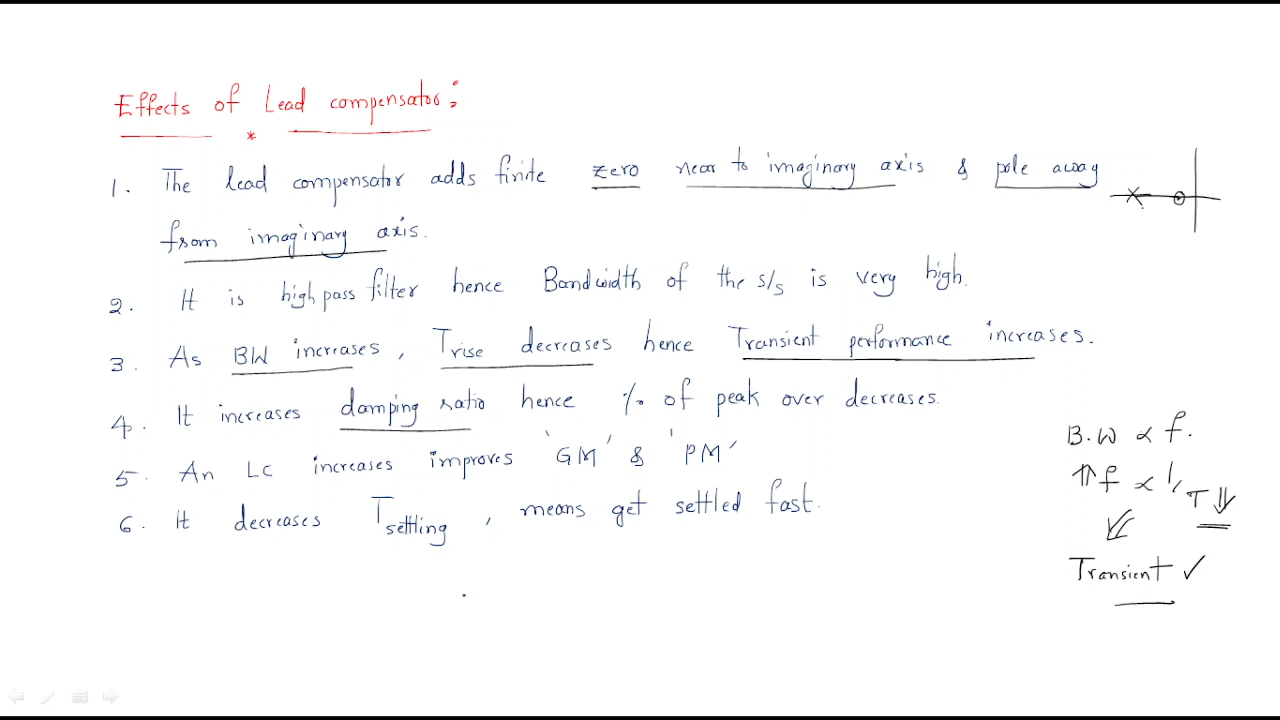 Effects of Lead compensator:
*
1. The lead compensator adds finite zero near to imaginary axis & pole away
from imaginary axis.
2. It is high pass filter hence Bandwidth of the s/s is very high.
3. As BW increases, Trise decreases hence Transient performance increases.
4. It increases damping ratio hence % of peak over decreases.
5. An Lc increases improves 'GM' & 'PM'
6. It decreases Tsettling, means get settled fast.
B.W ∝ f.
⇑f ∝ 1/T⇓
Transient ✓